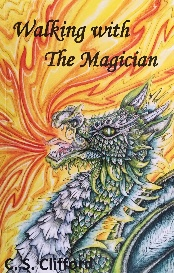 Walking with
The Magician
C. S. Clifford